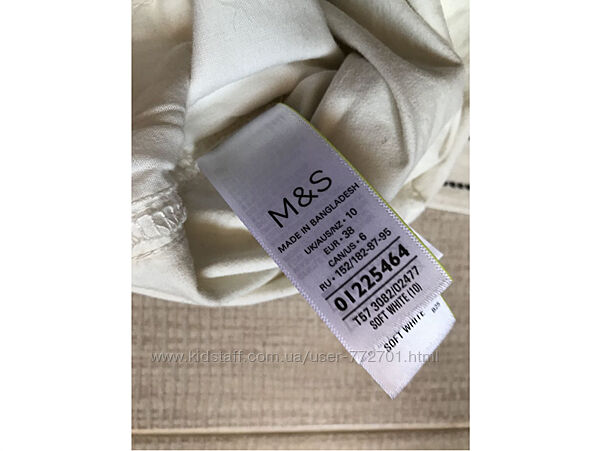 M&S
MADE IN BANGLADESH
UK/AUS/NZ • 10
EUR • 38
CAN/US • 6
RU • 152/182-87-95
01225464
T57 3082/02477
SOFT WHITE (10)
SOFT WHITE B25
www.kidstaff.com.ua/user-772701.html